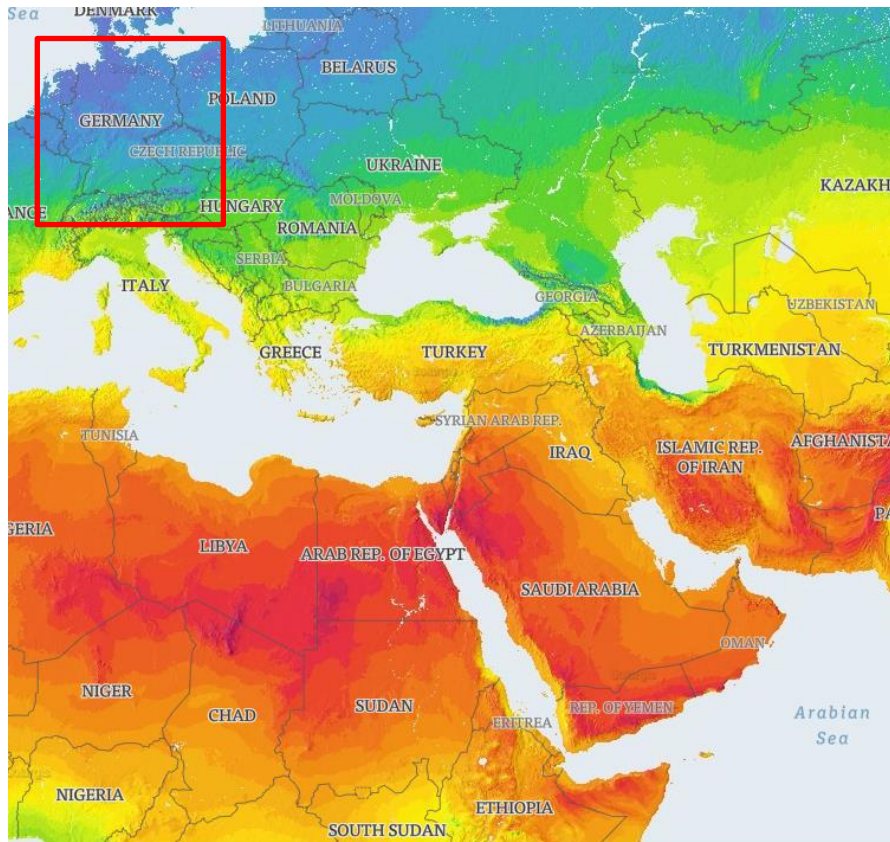 Sea
DENMARK
LITHUANIA
BELARUS
POLAND
GERMANY
CZECH REPUBLIC
UKRAINE
KAZAKH
MOLDOVA
ANCE
HUNGARY
ROMANIA
SERBIA
ITALY
BULGARIA
GEORGIA
UZBEKISTAN
AZERBAIJAN
GREECE
TURKEY
TURKMENISTAN
SYRIAN ARAB REP.
TUNISIA
IRAQ
ISLAMIC REP.
OF IRAN
AFGHANISTA
PA
GERIA
LIBYA
ARAB REP. OF EGYPT
SAUDI ARABIA
OMAN
NIGER
CHAD
SUDAN
ERITREA
REP. OF YEMEN
Arabian
Sea
NIGERIA
ETHIOPIA
SOUTH SUDAN